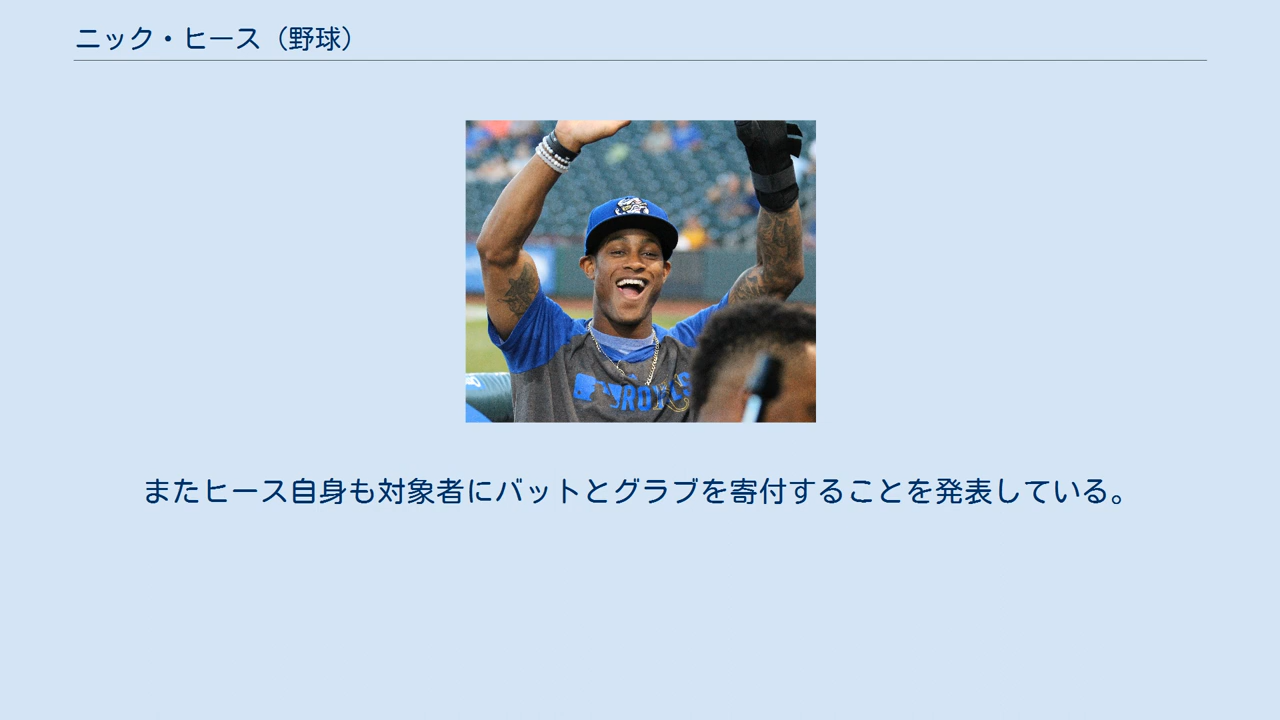 ニック・ヒース（野球）
ROYALS
またヒース自身も対象者にバットとグラブを寄付することを発表している。